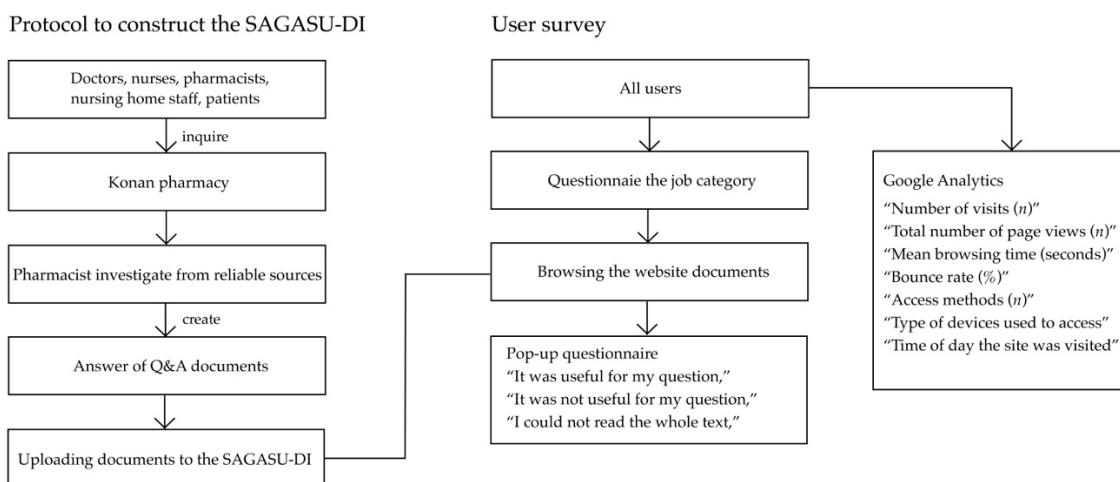 Protocol to construct the SAGASU-DI
Doctors, nurses, pharmacists,
nursing home staff, patients
inquire
Konan pharmacy
Pharmacist investigate from reliable sources
create
Answer of Q&A documents
Uploading documents to the SAGASU-DI
User survey
All users
Questionnaie the job category
Browsing the website documents
Pop-up questionnaire
“It was useful for my question,”
“It was not useful for my question,”
“I could not read the whole text,”
Google Analytics
“Number of visits (n)”
“Total number of page views (n)”
“Mean browsing time (seconds)”
“Bounce rate (%)”
“Access methods (n)”
“Type of devices used to access”
“Time of day the site was visited”